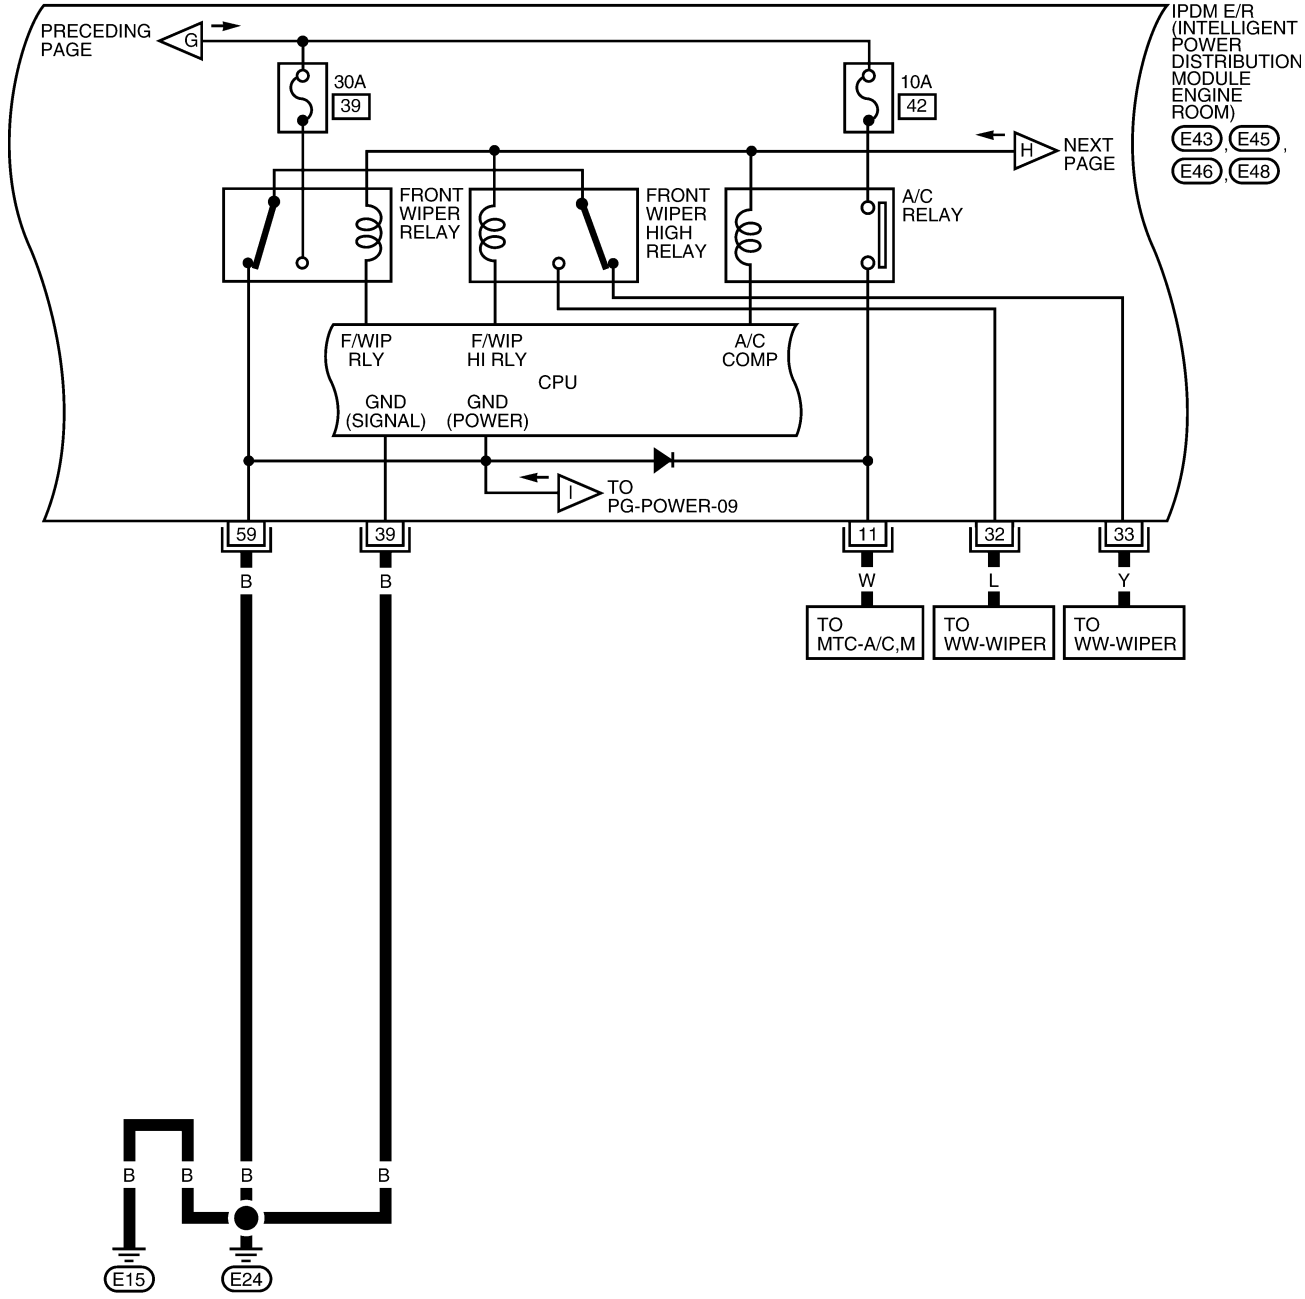 PRECEDING
PAGE
G
IPDM E/R
(INTELLIGENT
POWER
DISTRIBUTION
MODULE
ENGINE
ROOM)
E43 , E45 ,
E46 , E48
30A
39
10A
42
H
NEXT
PAGE
FRONT
WIPER
RELAY
FRONT
WIPER
HIGH
RELAY
A/C
RELAY
F/WIP
RLY
F/WIP
HI RLY
A/C
COMP
CPU
GND
(SIGNAL)
GND
(POWER)
I
TO
PG-POWER-09
59
39
11
32
33
B
B
W
L
Y
TO
MTC-A/C,M
TO
WW-WIPER
TO
WW-WIPER
B
B
B
B
E15
E24